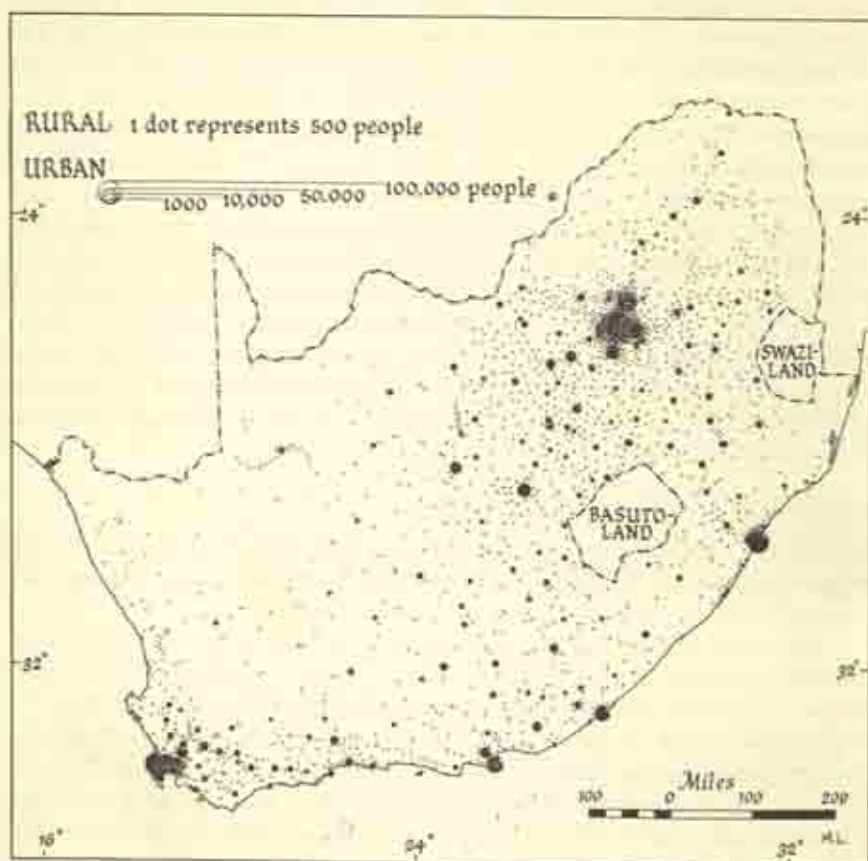 RURAL 1 dot represents 500 people
URBAN
1000 10,000 50,000 100,000 people
24° 24°
SWAZI-
LAND
BASUTO-
LAND
32° 32°
Miles
100 0 100 200
M.L.
16° 24° 32°